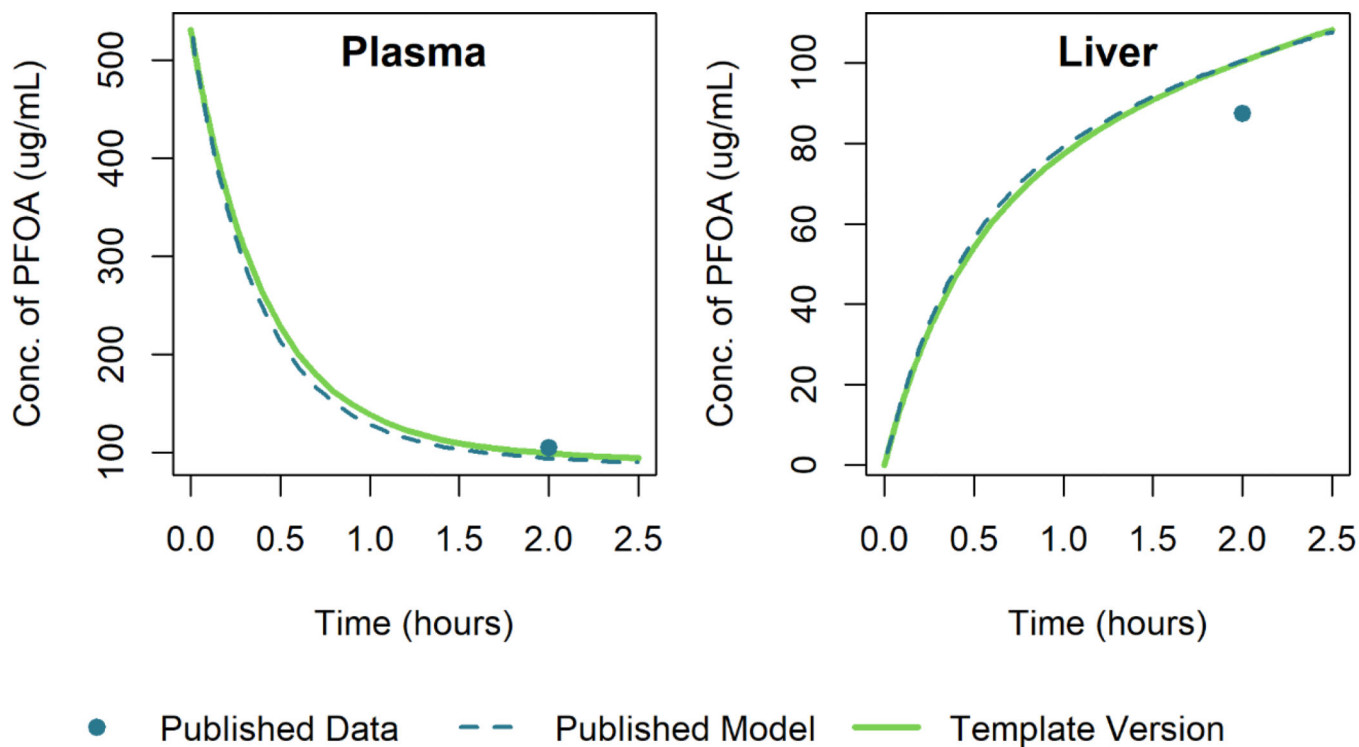 Plasma
Conc. of PFOA (ug/mL)
500
400
300
200
100
0.0 0.5 1.0 1.5 2.0 2.5
Time (hours)
Liver
Conc. of PFOA (ug/mL)
100
80
60
40
20
0
0.0 0.5 1.0 1.5 2.0 2.5
Time (hours)
Published Data Published Model Template Version